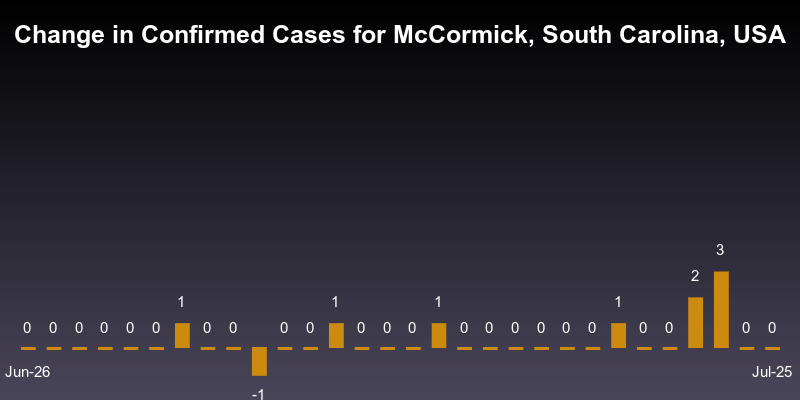 Change in Confirmed Cases for McCormick, South Carolina, USA
3
2
1 1 1 1
0 0 0 0 0 0 0 0 0 0 0 0 0 0 0 0 0 0 0 0 0 0 0
Jun-26 Jul-25
-1